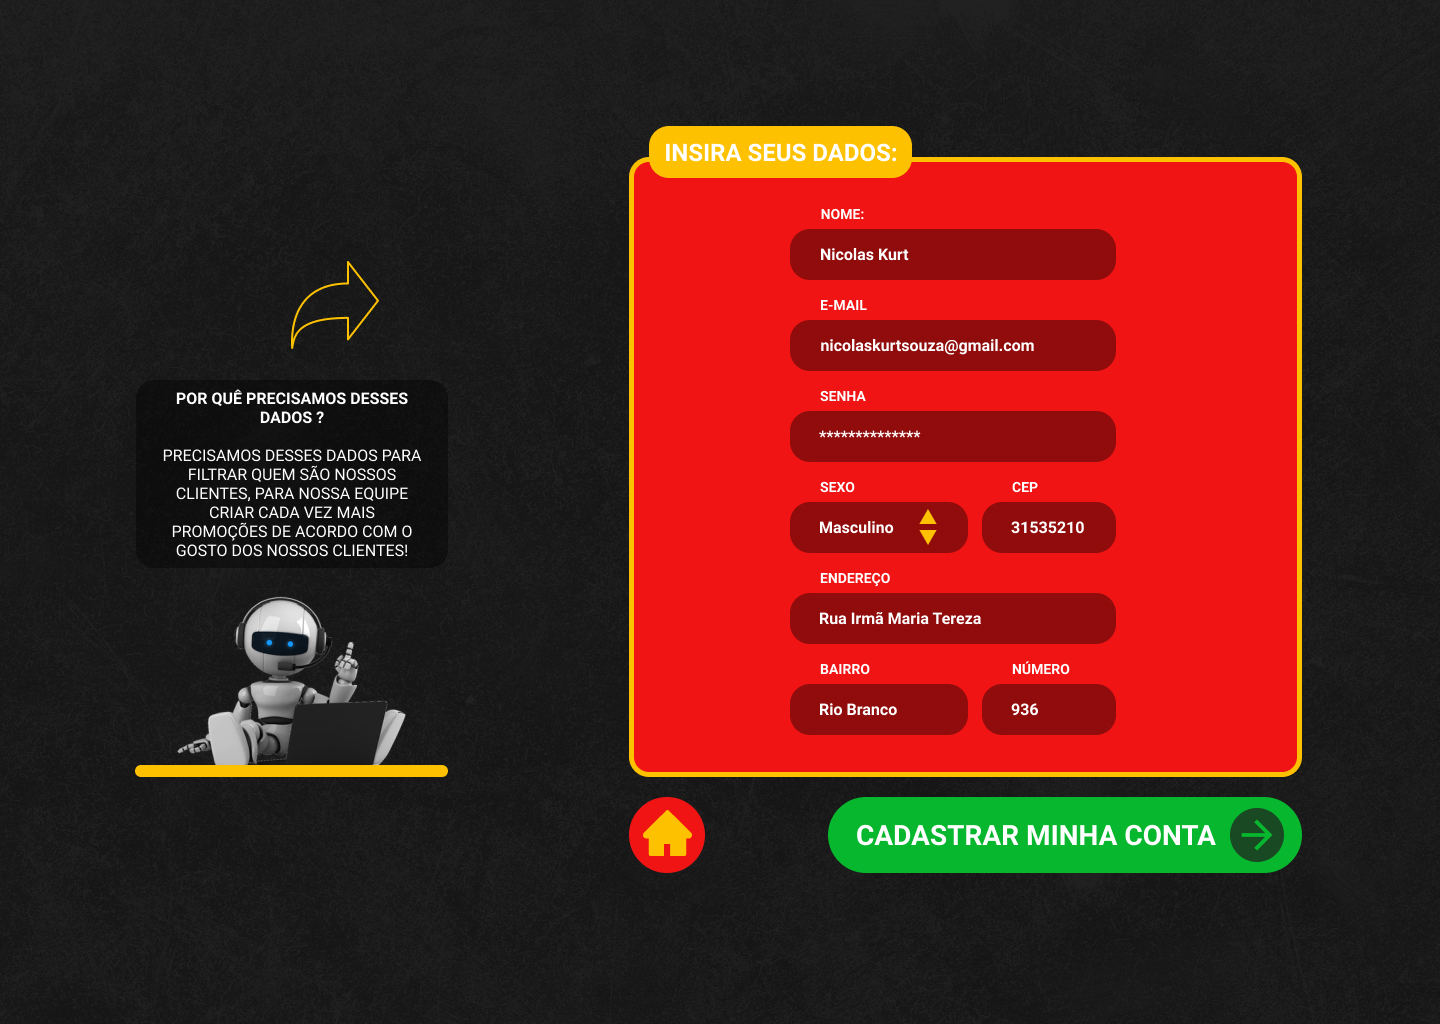 INSIRA SEUS DADOS:
NOME:
Nicolas Kurt
E-MAIL
nicolaskurtsouza@gmail.com
SENHA
**************
SEXO
CEP
Masculino
31535210
ENDEREÇO
Rua Irmã Maria Tereza
BAIRRO
NÚMERO
Rio Branco
936
CADASTRAR MINHA CONTA
POR QUÊ PRECISAMOS DESSES
DADOS ?
PRECISAMOS DESSES DADOS PARA
FILTRAR QUEM SÃO NOSSOS
CLIENTES, PARA NOSSA EQUIPE
CRIAR CADA VEZ MAIS
PROMOÇÕES DE ACORDO COM O
GOSTO DOS NOSSOS CLIENTES!